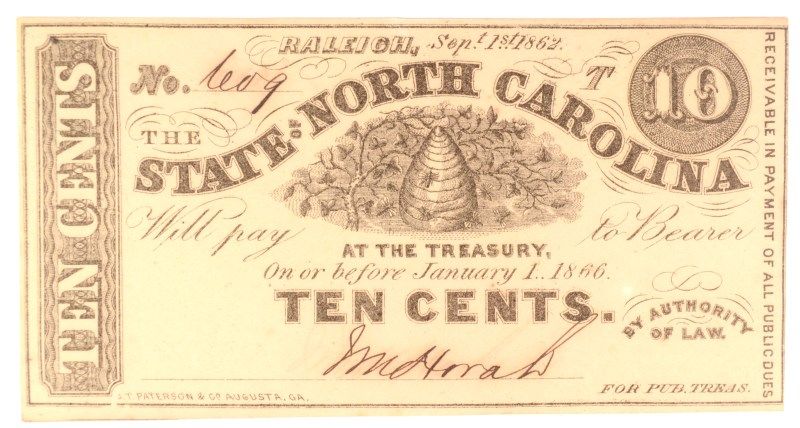 RALEIGH, Sept. 1st 1862.
No. 1009
T
10
THE
STATE OF NORTH CAROLINA
Will pay to Bearer
AT THE TREASURY,
On or before January 1. 1866.
TEN CENTS.
BY AUTHORITY
OF LAW.
FOR PUB. TREAS.
TEN CENTS
RECEIVABLE IN PAYMENT OF ALL PUBLIC DUES
J. T. PATERSON & CO AUGUSTA, GA.